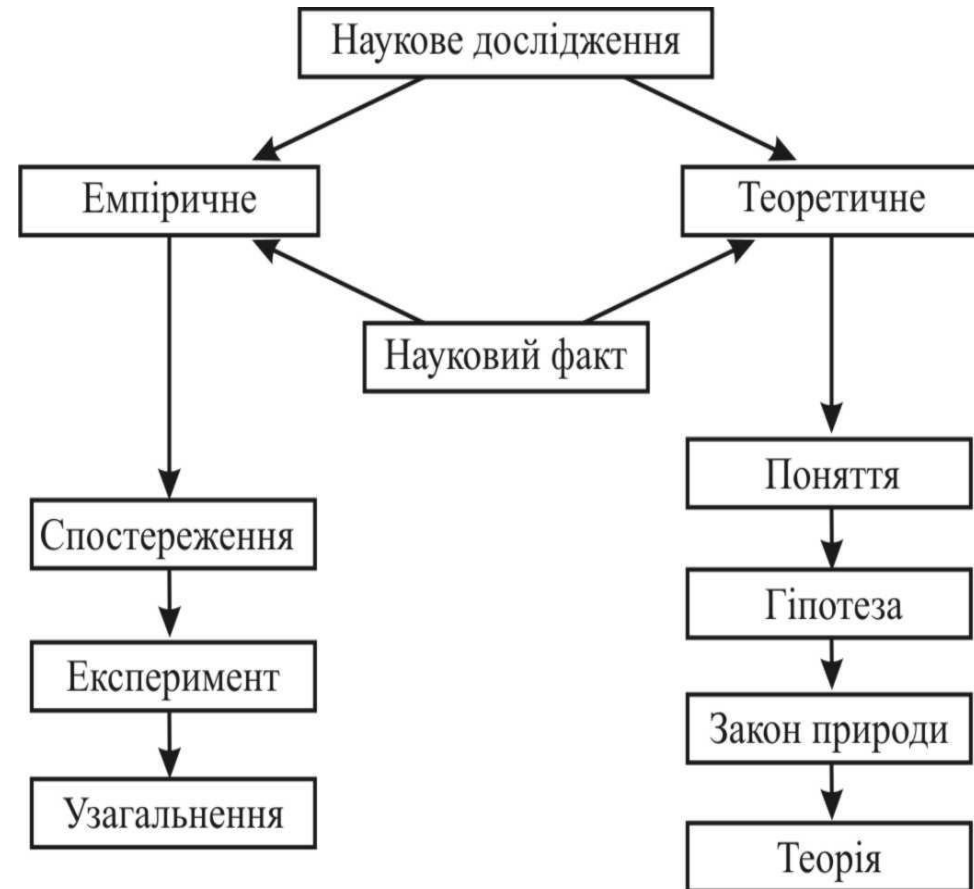 Наукове дослідження
Емпіричне
Теоретичне
Науковий факт
Поняття
Спостереження
Гіпотеза
Експеримент
Закон природи
Узагальнення
Теорія